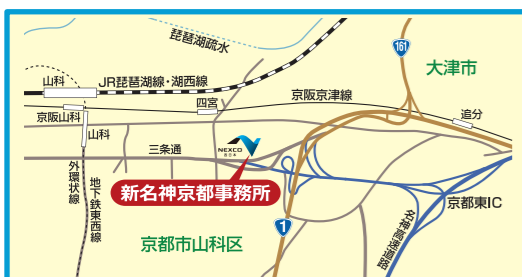 琵琶湖疏水
161
大津市
山科
JR琵琶湖線・湖西線
四宮
京阪京津線
追分
京阪山科
山科
三条通
NEXCO
西日本
新名神京都事務所
外環状線
地下鉄東西線
京都東IC
名神高速道路
1
京都市山科区